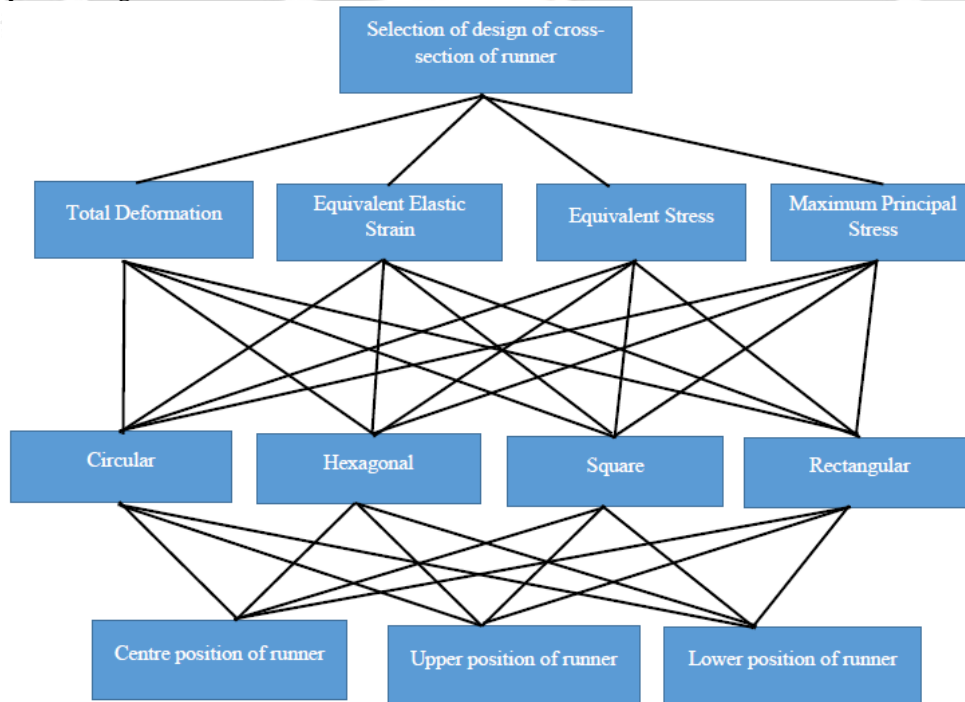 Selection of design of cross-
section of runner
Total Deformation
Equivalent Elastic
Strain
Equivalent Stress
Maximum Principal
Stress
Circular
Hexagonal
Square
Rectangular
Centre position of runner
Upper position of runner
Lower position of runner